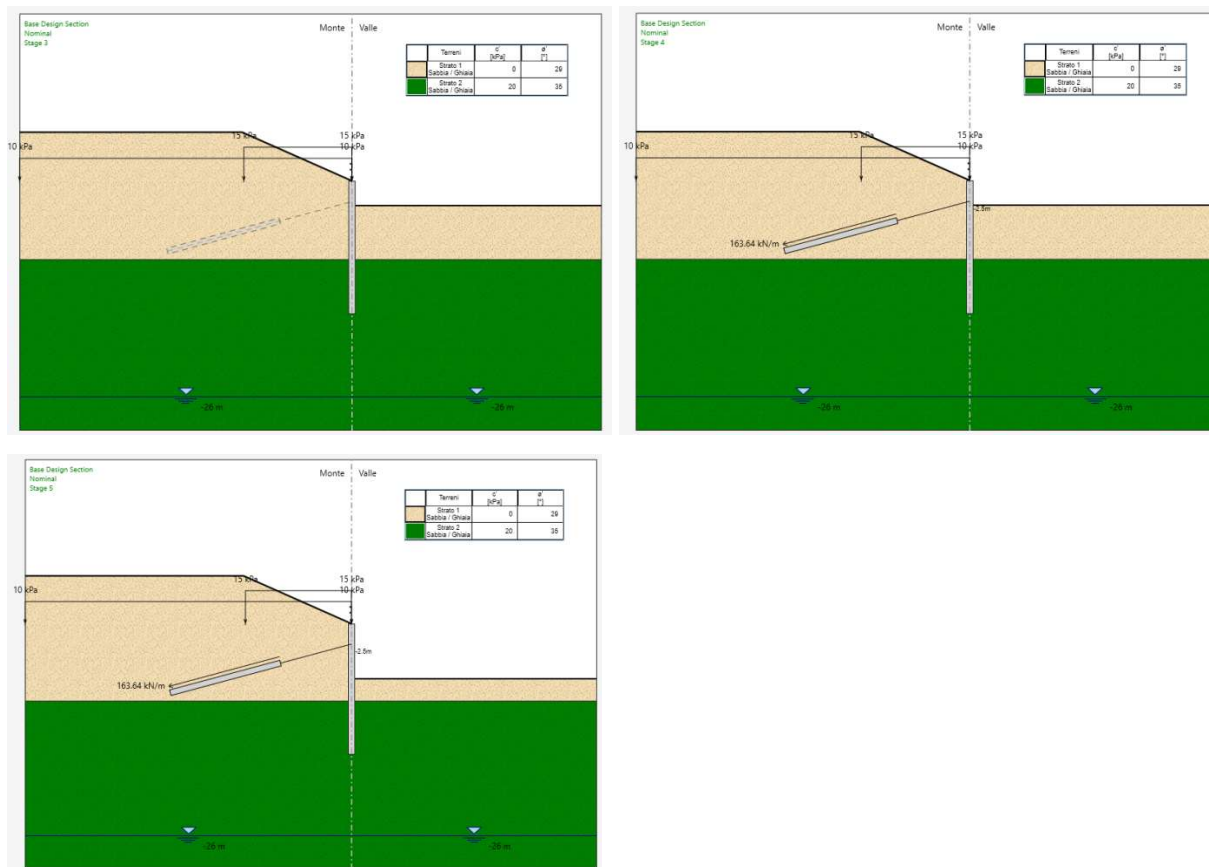 Base Design Section
Nominal
Stage 3
Monte Valle
Terreni c' [kPa] ø' [°]
Strato 1 Sabbia / Ghiaia 0 29
Strato 2 Sabbia / Ghiaia 20 35
15 kPa 15 kPa
10 kPa 10 kPa
-26 m -26 m
Base Design Section
Nominal
Stage 4
Monte Valle
Terreni c' [kPa] ø' [°]
Strato 1 Sabbia / Ghiaia 0 29
Strato 2 Sabbia / Ghiaia 20 35
15 kPa 15 kPa
10 kPa 10 kPa
-2.8m
163.64 kN/m
-26 m -26 m
Base Design Section
Nominal
Stage 5
Monte Valle
Terreni c' [kPa] ø' [°]
Strato 1 Sabbia / Ghiaia 0 29
Strato 2 Sabbia / Ghiaia 20 35
15 kPa 15 kPa
10 kPa 10 kPa
-2.8m
163.64 kN/m
-26 m -26 m